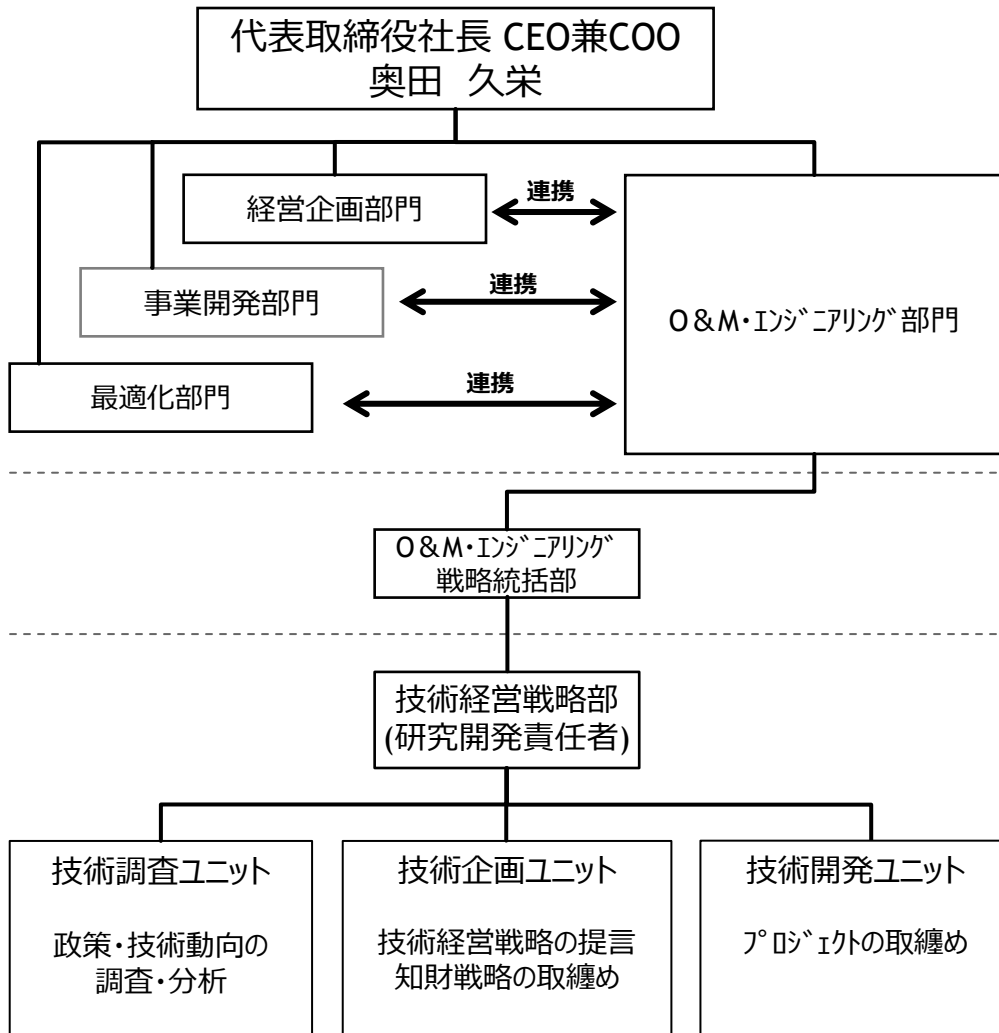 代表取締役社長 CEO兼COO
奥田　久栄
経営企画部門
連携
事業開発部門
連携
O&M･ｴﾝｼﾞﾆｱﾘﾝｸﾞ部門
最適化部門
連携
O&M･ｴﾝｼﾞﾆｱﾘﾝｸﾞ
戦略統括部
技術経営戦略部
(研究開発責任者)
技術調査ユニット
政策・技術動向の
調査・分析
技術企画ユニット
技術経営戦略の提言
知財戦略の取纏め
技術開発ユニット
ﾌﾟﾛｼﾞｪｸﾄの取纏め